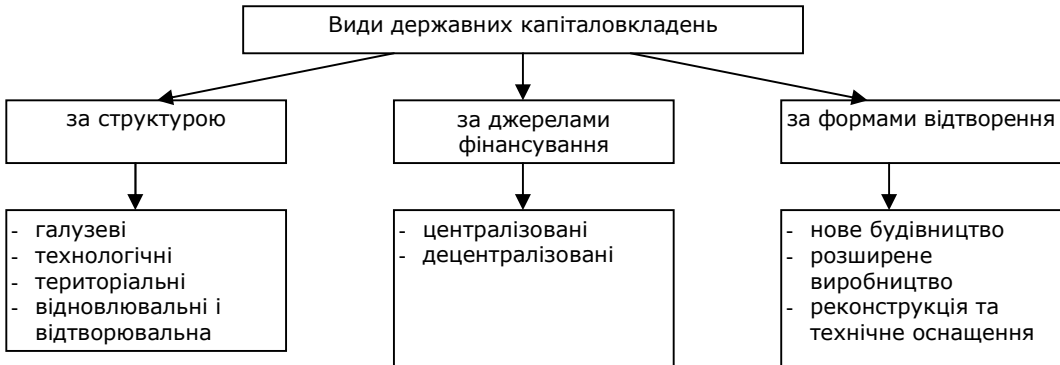 Види державних капіталовкладень
за структурою
за джерелами
фінансування
за формами відтворення
- галузеві
- технологічні
- територіальні
- відновлювальні і
відтворювальна
- централізовані
- децентралізовані
- нове будівництво
- розширене
виробництво
- реконструкція та
технічне оснащення